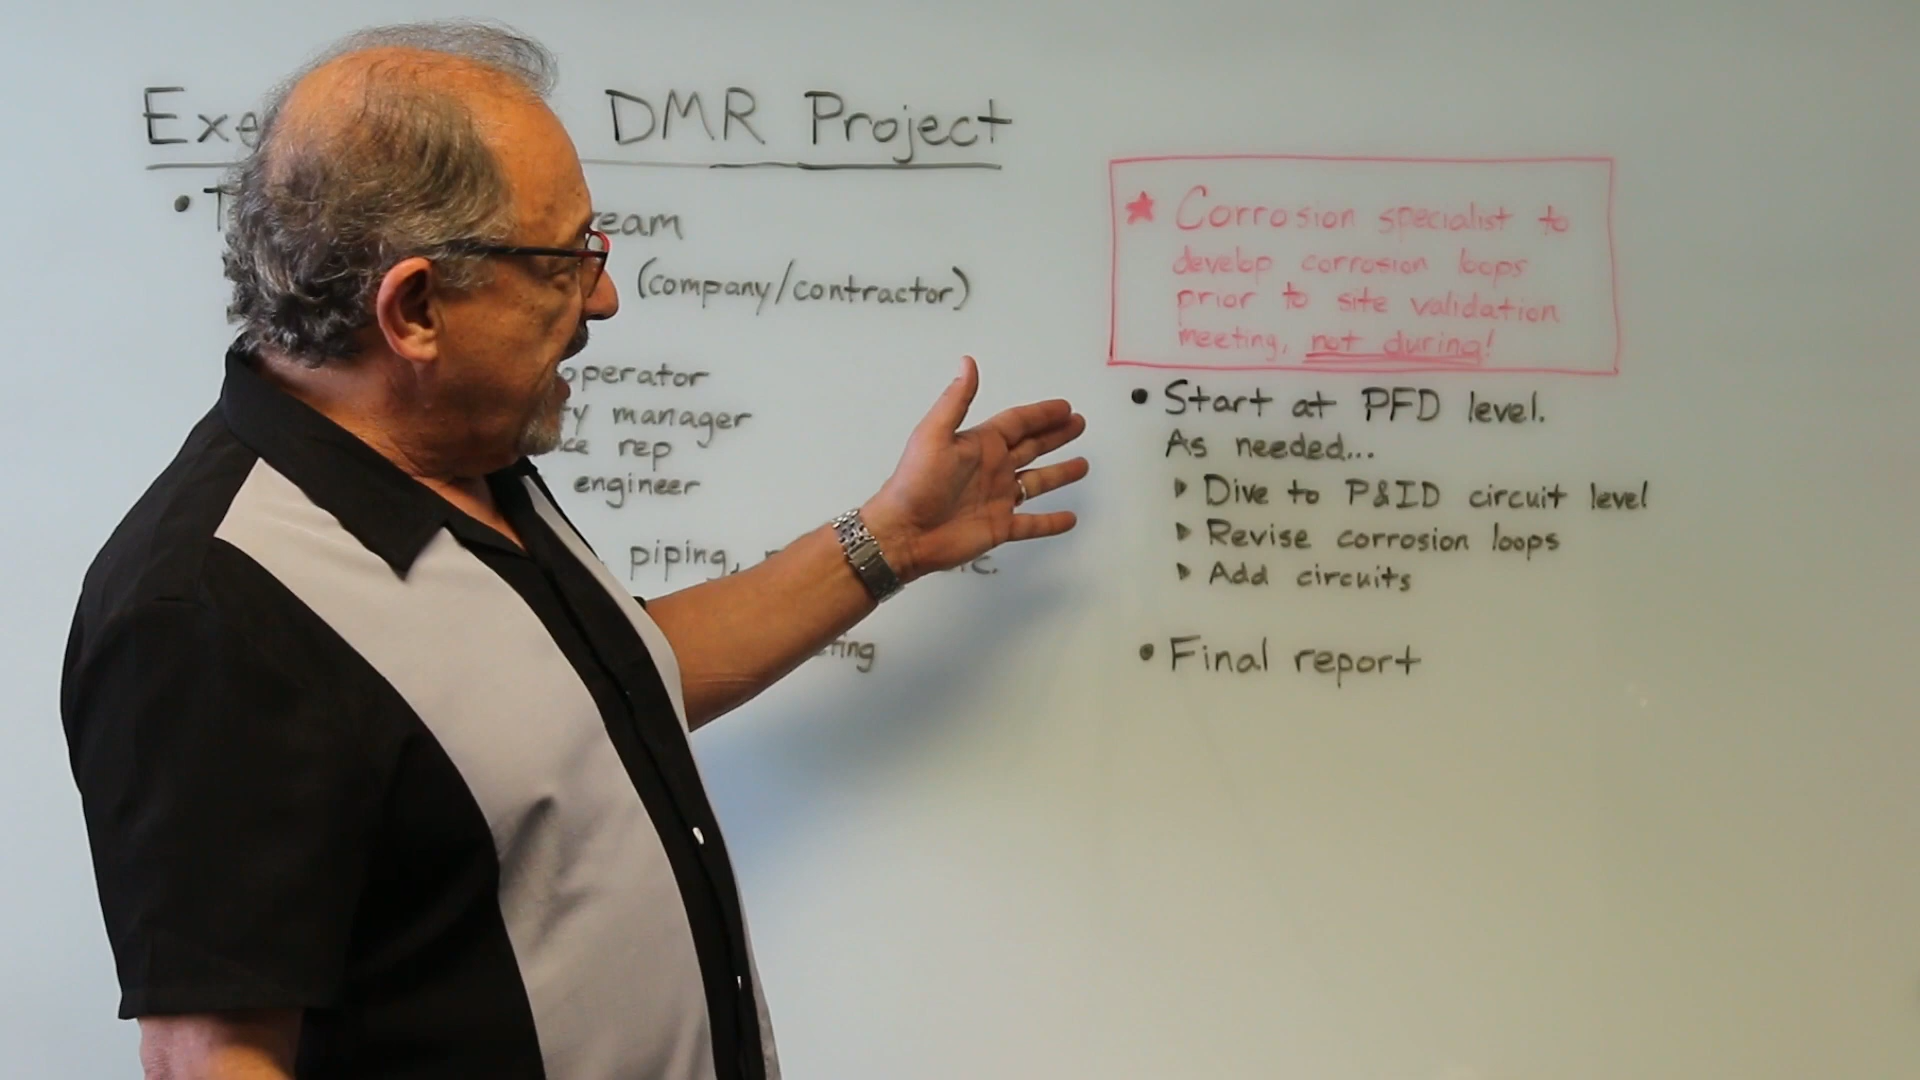 Exe DMR Project
• T eam
(company/contractor)
operator
ty manager
ce rep
engineer
piping,
ting
★ Corrosion specialist to
develop corrosion loops
prior to site validation
meeting, not during!
• Start at PFD level.
As needed...
▸ Dive to P&ID circuit level
▸ Revise corrosion loops
▸ Add circuits
• Final report